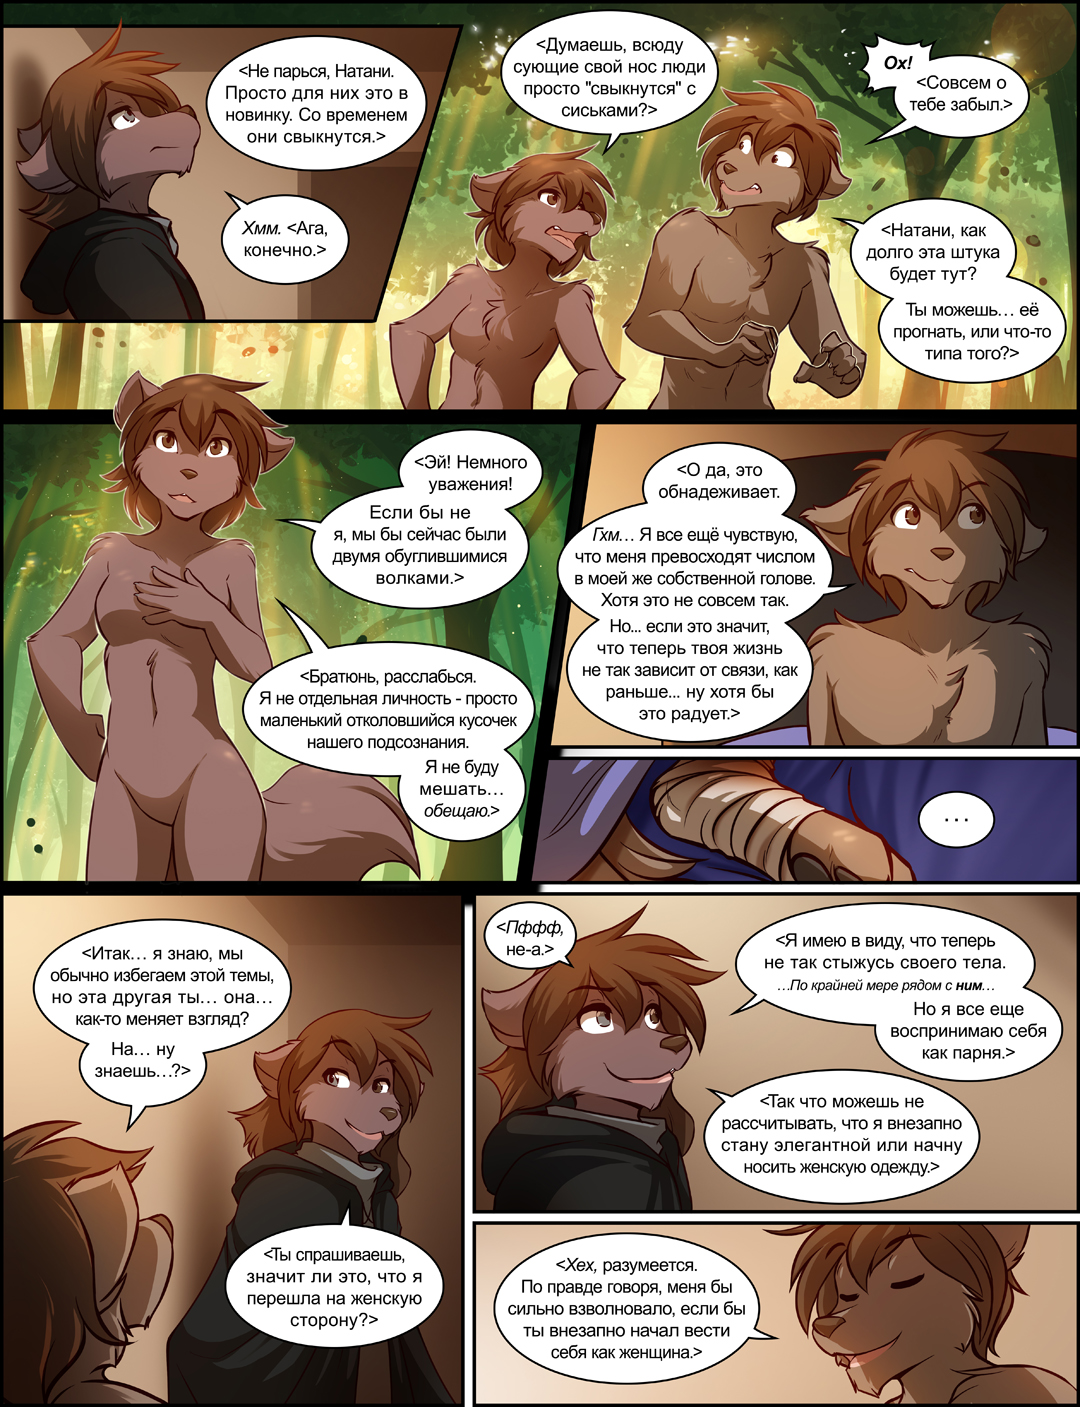 <Не парься, Натани.
Просто для них это в
новинку. Со временем
они свыкнутся.>
Хмм. <Ага,
конечно.>
<Думаешь, всюду
сующие свой нос люди
просто "свыкнутся" с
сиськами?>
Ох!
<Совсем о
тебе забыл.>
<Натани, как
долго эта штука
будет тут?
Ты можешь... её
прогнать, или что-то
типа того?>
<Эй! Немного
уважения!
Если бы не
я, мы бы сейчас были
двумя обуглившимися
волками.>
<Братюнь, расслабься.
Я не отдельная личность - просто
маленький отколовшийся кусочек
нашего подсознания.
Я не буду
мешать...
обещаю.>
<О да, это
обнадеживает.
Гхм... Я все ещё чувствую,
что меня превосходят числом
в моей же собственной голове.
Хотя это не совсем так.
Но... если это значит,
что теперь твоя жизнь
не так зависит от связи, как
раньше... ну хотя бы
это радует.>
...
<Итак... я знаю, мы
обычно избегаем этой темы,
но эта другая ты... она...
как-то меняет взгляд?
На... ну
знаешь...?>
<Ты спрашиваешь,
значит ли это, что я
перешла на женскую
сторону?>
<Пффф,
не-а.>
<Я имею в виду, что теперь
не так стыжусь своего тела.
...По крайней мере рядом с ним...
Но я все еще
воспринимаю себя
как парня.>
<Так что можешь не
рассчитывать, что я внезапно
стану элегантной или начну
носить женскую одежду.>
<Хех, разумеется.
По правде говоря, меня бы
сильно взволновало, если бы
ты внезапно начал вести
себя как женщина.>